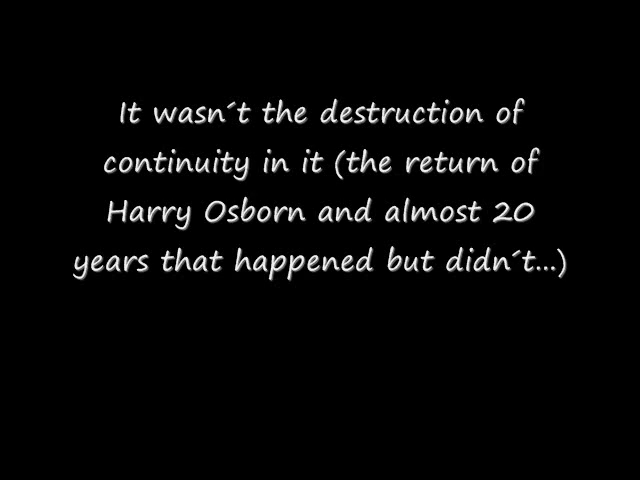 It wasn´t the destruction of
continuity in it (the return of
Harry Osborn and almost 20
years that happened but didn´t...)